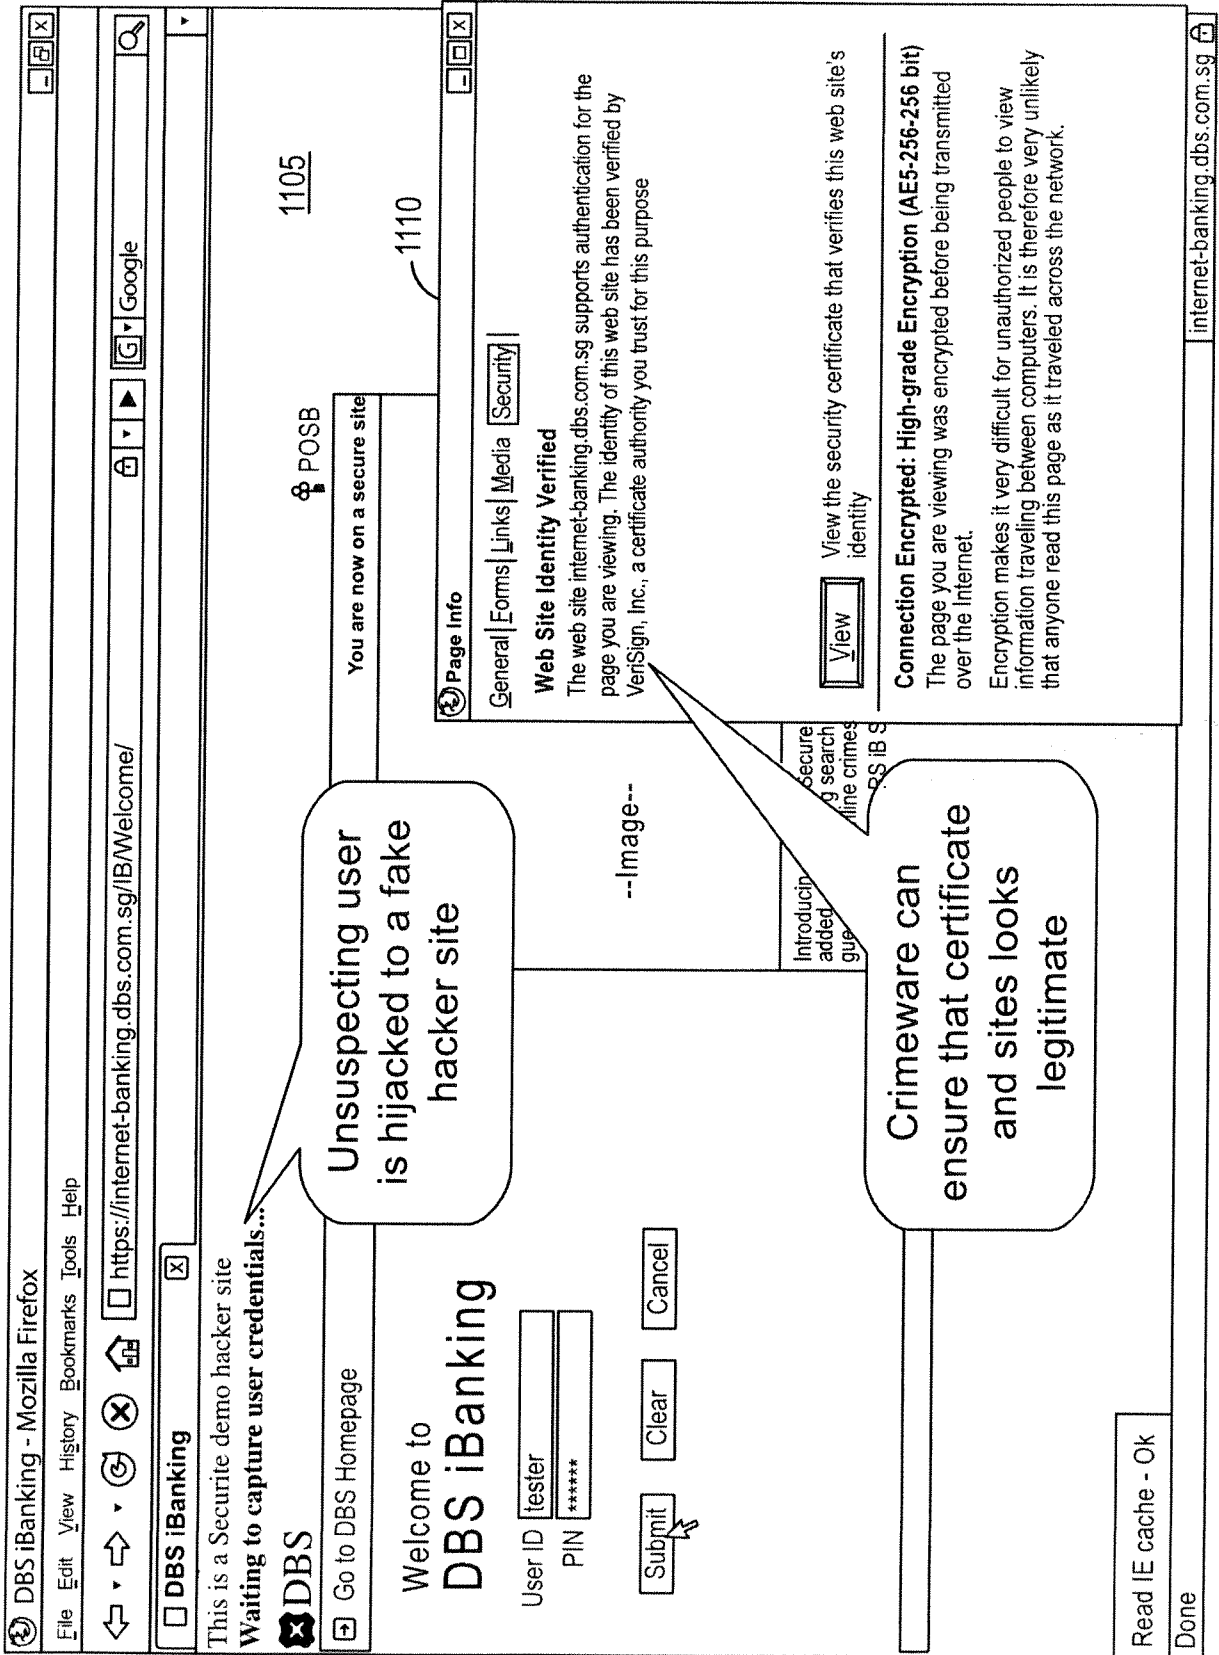 DBS iBanking - Mozilla Firefox
File Edit View History Bookmarks Tools Help
https://internet-banking.dbs.com.sg/IB/Welcome/
G Google
DBS iBanking
X
This is a Securite demo hacker site
Waiting to capture user credentials...
DBS
POSB
1105
Go to DBS Homepage
You are now on a secure site
Unsuspecting user
is hijacked to a fake
hacker site
Welcome to
DBS iBanking
User ID tester
PIN ******
Submit Clear Cancel
--Image--
Introducin
added
gue
Secure
g search
line crimes
RS iB S
1110
Page Info
General Forms Links Media Security
Web Site Identity Verified
The web site internet-banking.dbs.com.sg supports authentication for the
page you are viewing. The identity of this web site has been verified by
VeriSign, Inc., a certificate authority you trust for this purpose
View
View the security certificate that verifies this web site's
identity
Connection Encrypted: High-grade Encryption (AE5-256-256 bit)
The page you are viewing was encrypted before being transmitted
over the Internet.
Encryption makes it very difficult for unauthorized people to view
information traveling between computers. It is therefore very unlikely
that anyone read this page as it traveled across the network.
Crimeware can
ensure that certificate
and sites looks
legitimate
Read IE cache - Ok
Done
internet-banking.dbs.com.sg